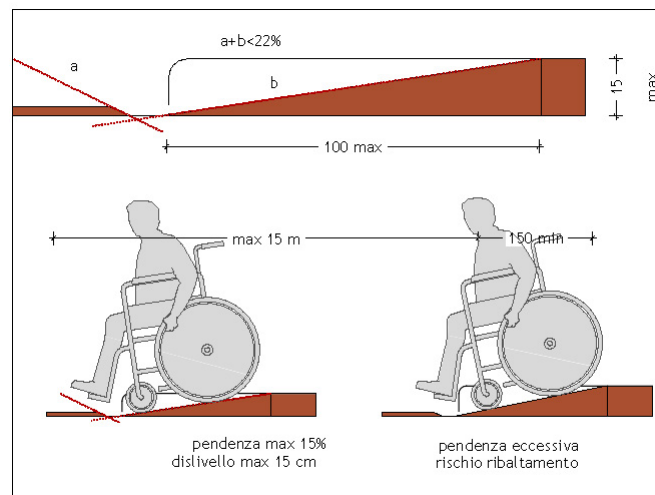 a+b<22%
a
b
15
max
100 max
max 15 m
150 min
pendenza max 15%
dislivello max 15 cm
pendenza eccessiva
rischio ribaltamento